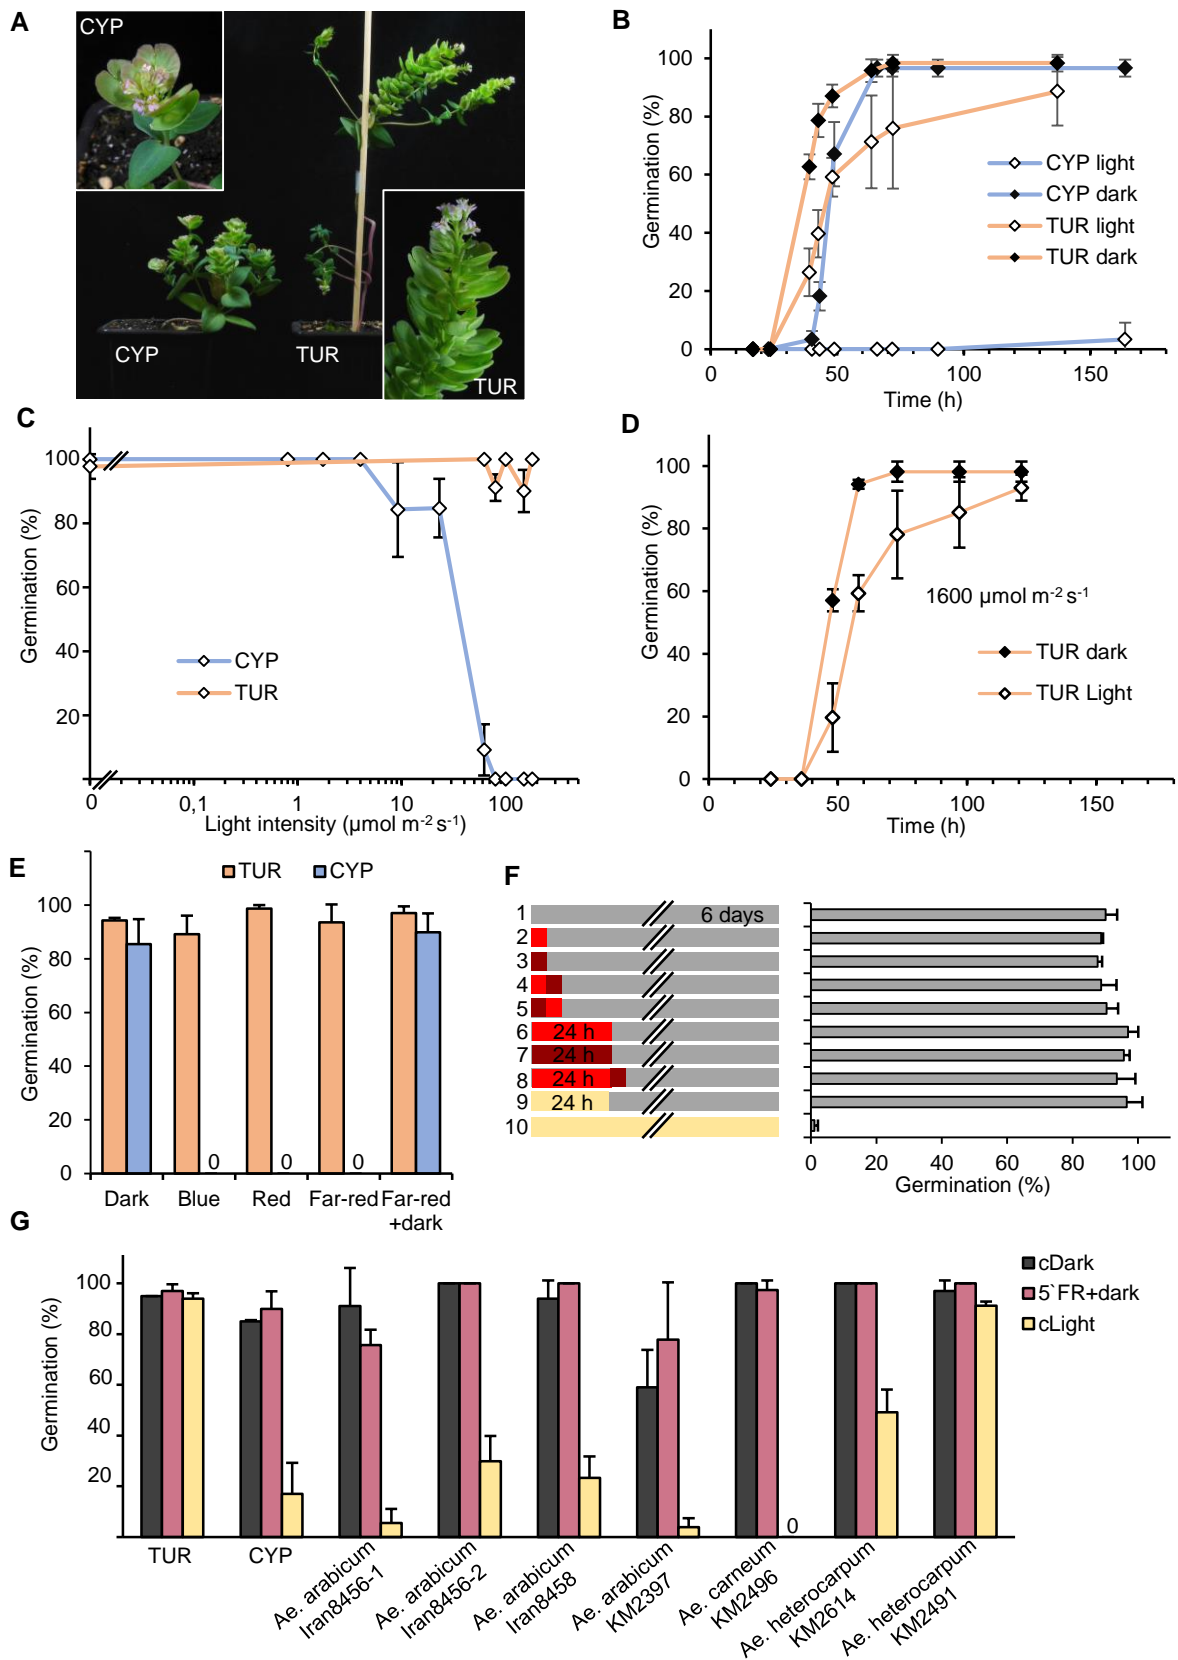 A
CYP
CYP
TUR
TUR
B
Germination (%)
100
80
60
40
20
0
0
50
100
150
Time (h)
CYP light
CYP dark
TUR light
TUR dark
C
Germination (%)
100
80
60
40
20
0
0,1
1
10
100
Light intensity (µmol m-2 s-1)
CYP
TUR
D
Germination (%)
100
80
60
40
20
0
0
50
100
150
Time (h)
1600 µmol m-2 s-1
TUR dark
TUR Light
E
TUR
CYP
Germination (%)
100
80
60
40
20
0
0
0
0
Dark
Blue
Red
Far-red
Far-red
+dark
F
1
6 days
2
3
4
5
6
24 h
7
24 h
8
24 h
9
24 h
10
0
20
40
60
80
100
Germination (%)
G
Germination (%)
100
80
60
40
20
0
cDark
5`FR+dark
cLight
TUR
CYP
Ae. arabicum
Iran8456-1
Ae. arabicum
Iran8456-2
Ae. arabicum
Iran8458
Ae. arabicum
KM2397
Ae. carneum
KM2496
Ae. heterocarpum
KM2614
Ae. heterocarpum
KM2491